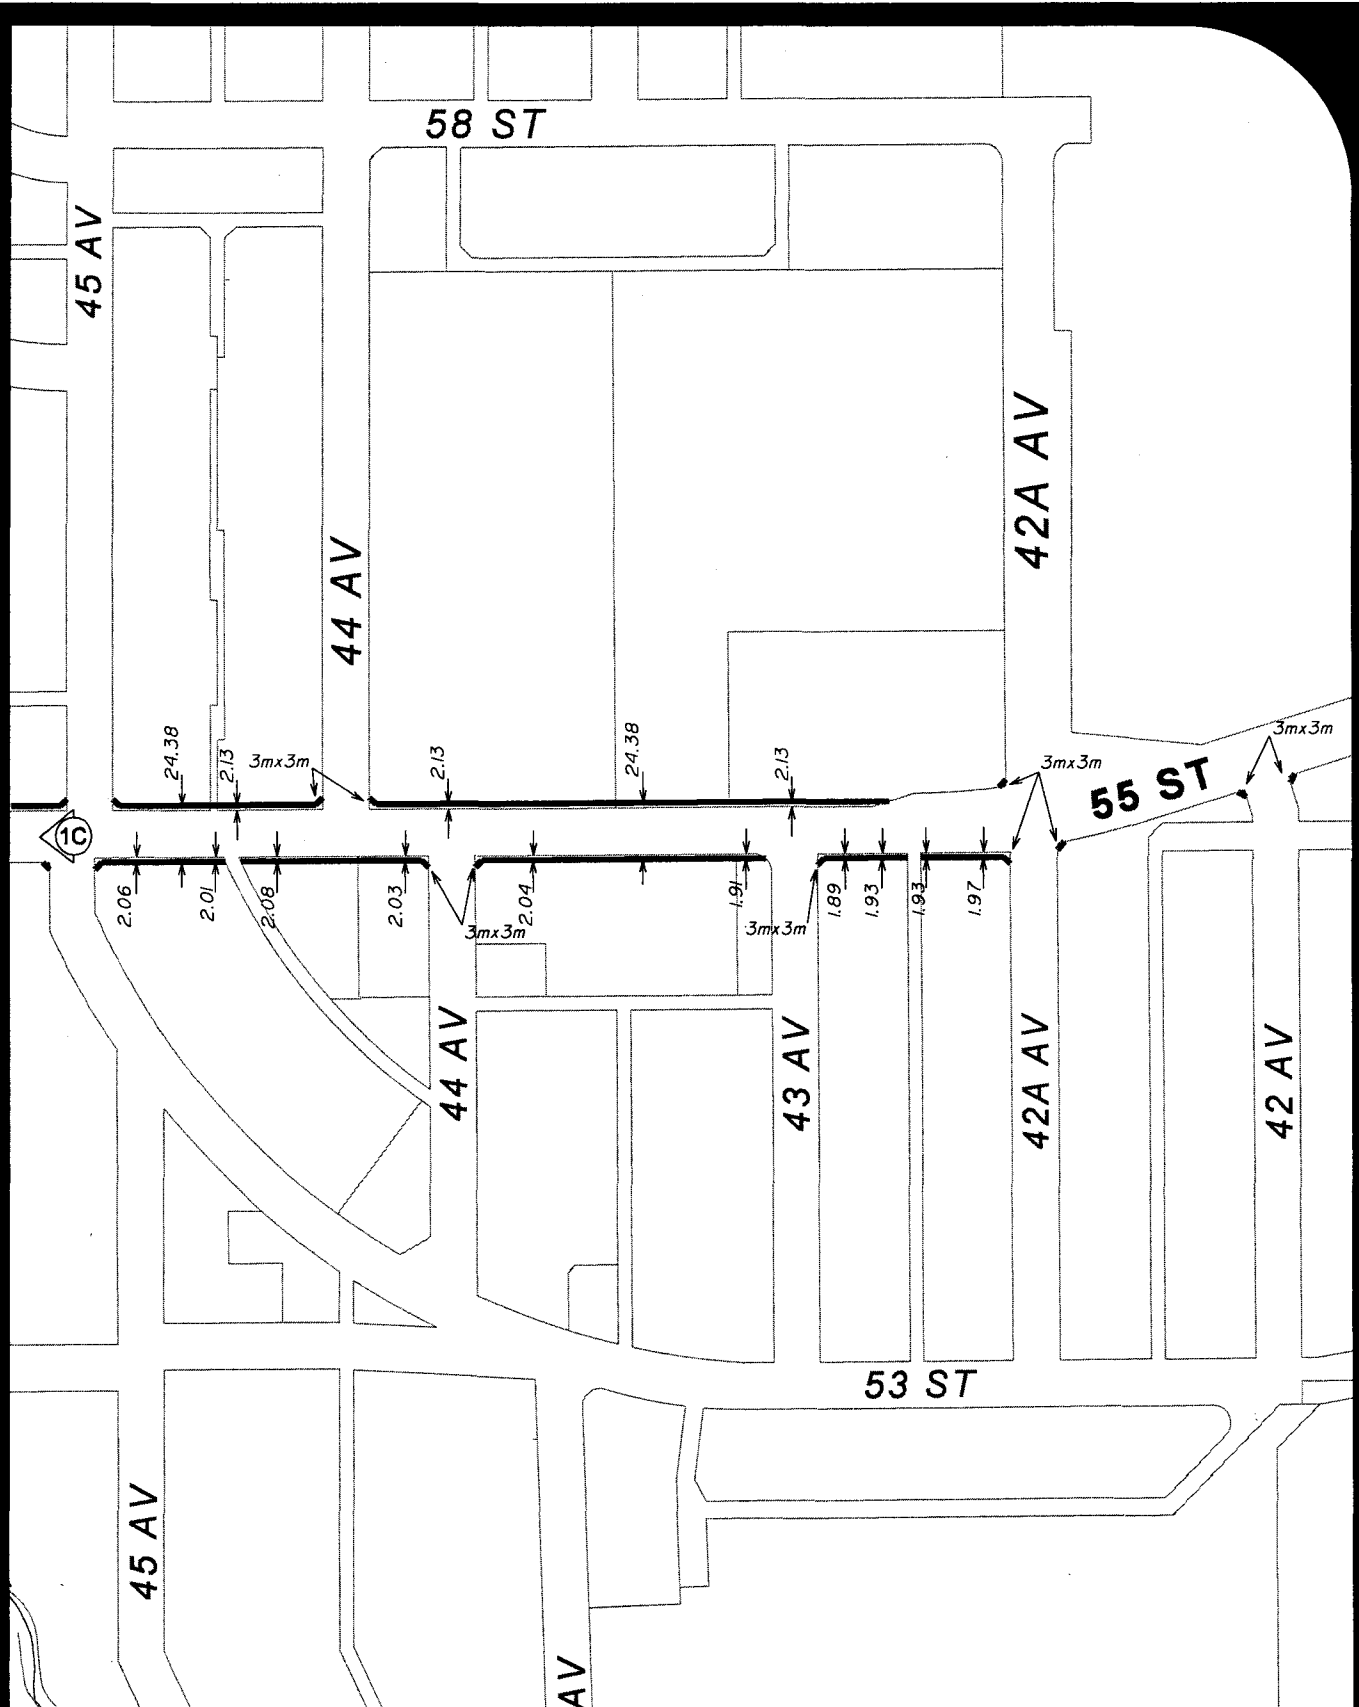 58 ST
45 AV
42A AV
44 AV
24.38
2.13
3mx3m
2.13
24.38
2.13
3mx3m
3mx3m
55 ST
1C
2.06
2.01
2.08
2.03
3mx3m
2.04
1.91
3mx3m
1.89
1.93
1.93
1.97
44 AV
43 AV
42A AV
42 AV
53 ST
45 AV
AV